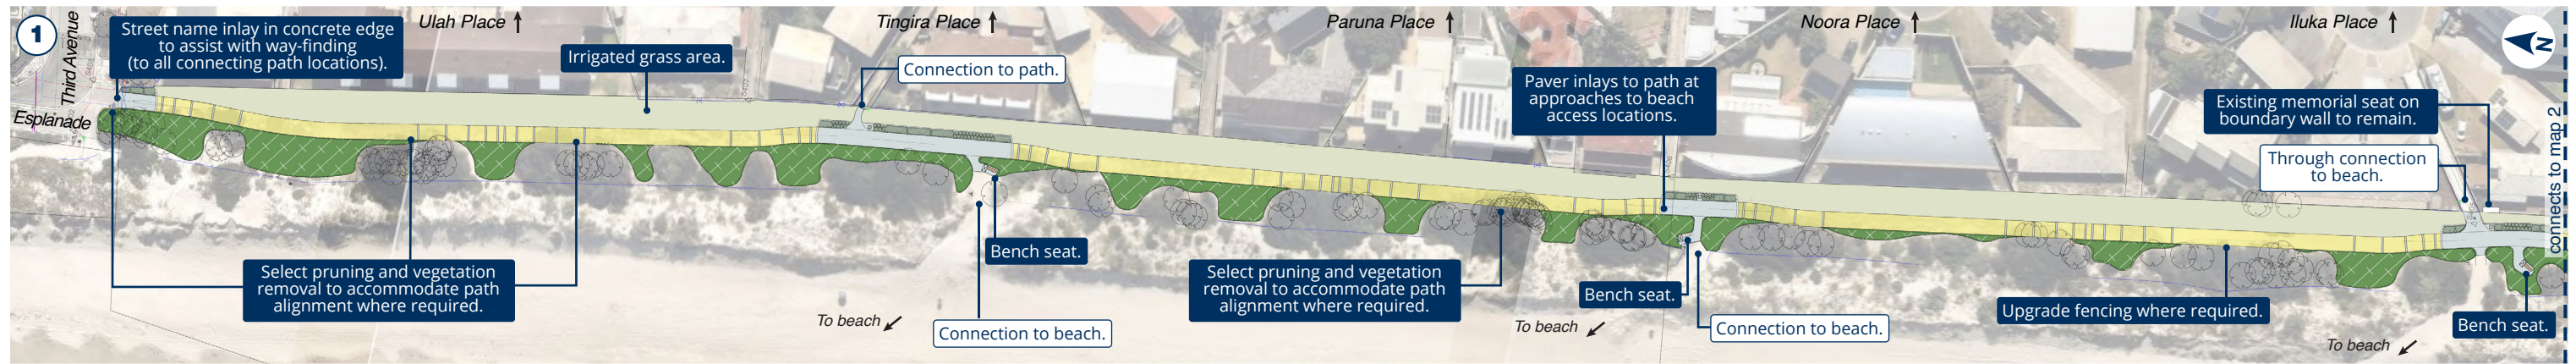 1
Third Avenue
Esplanade
Street name inlay in concrete edge
to assist with way-finding
(to all connecting path locations).
Ulah Place
Irrigated grass area.
Tingira Place
Connection to path.
Paruna Place
Paver inlays to path at
approaches to beach
access locations.
Noora Place
Iluka Place
N
Existing memorial seat on
boundary wall to remain.
Through connection
to beach.
connects to map 2
Select pruning and vegetation
removal to accommodate path
alignment where required.
To beach
Bench seat.
Connection to beach.
Select pruning and vegetation
removal to accommodate path
alignment where required.
To beach
Bench seat.
Connection to beach.
Upgrade fencing where required.
To beach
Bench seat.